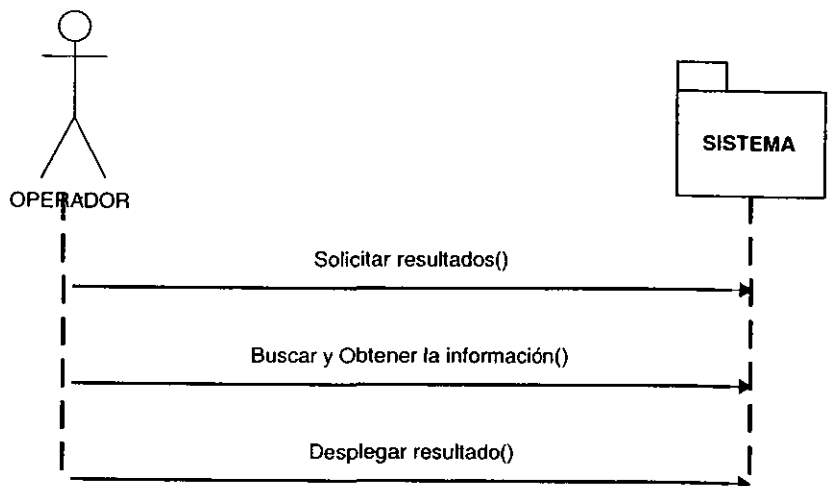 OPERADOR
SISTEMA
Solicitar resultados()
Buscar y Obtener la información()
Desplegar resultado()